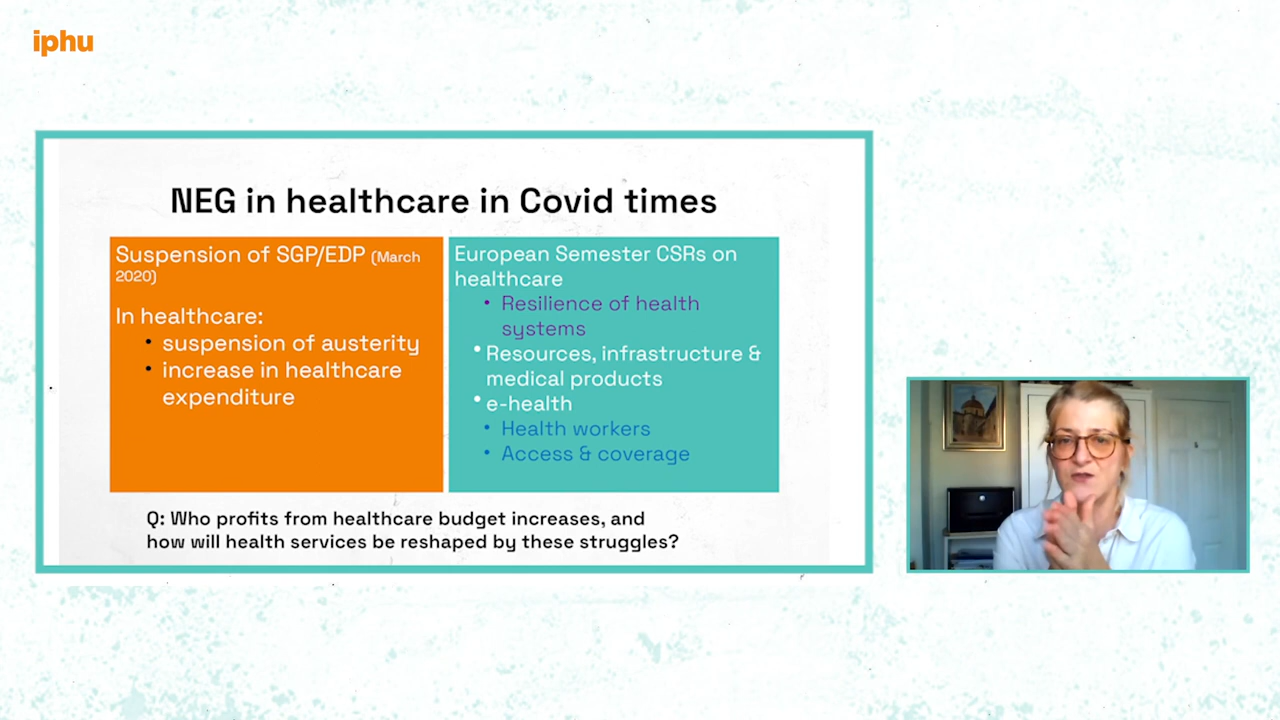 iphu
NEG in healthcare in Covid times
Suspension of SGP/EDP (March
2020)
In healthcare:
• suspension of austerity
• increase in healthcare
expenditure
European Semester CSRs on
healthcare
• Resilience of health
systems
• Resources, infrastructure &
medical products
• e-health
• Health workers
• Access & coverage
Q: Who profits from healthcare budget increases, and
how will health services be reshaped by these struggles?